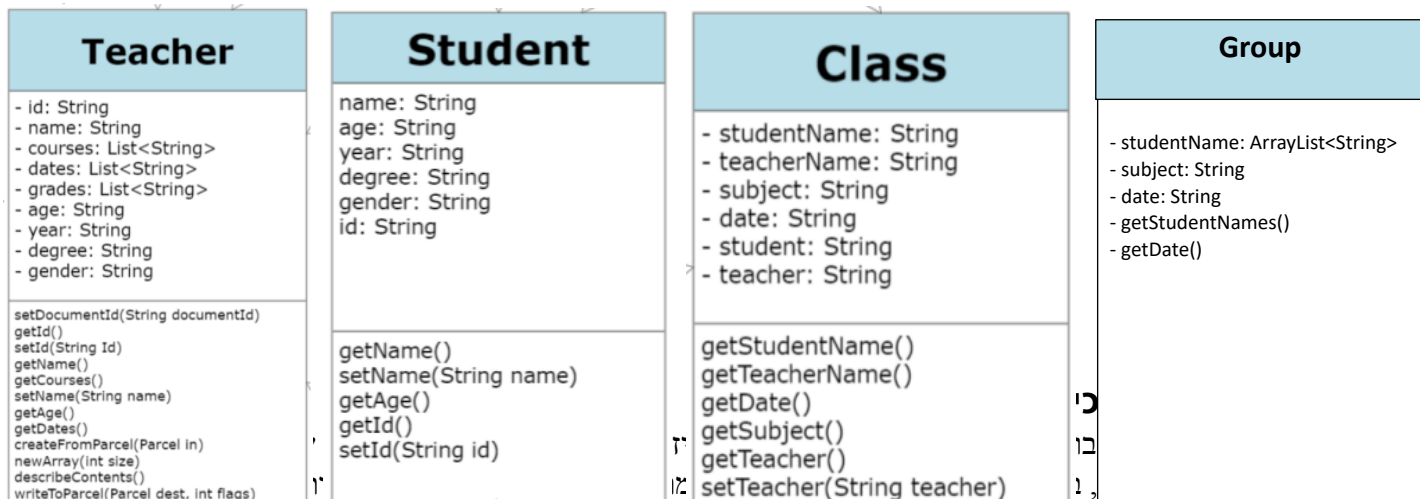 Teacher
- id: String
- name: String
- courses: List<String>
- dates: List<String>
- grades: List<String>
- age: String
- year: String
- degree: String
- gender: String
setDocumentId(String documentId)
getId()
setId(String Id)
getName()
getCourses()
setName(String name)
getAge()
getDates()
createFromParcel(Parcel in)
newArray(int size)
describeContents()
writeToParcel(Parcel dest, int flags)
Student
name: String
age: String
year: String
degree: String
gender: String
id: String
getName()
setName(String name)
getAge()
getId()
setId(String id)
Class
- studentName: String
- teacherName: String
- subject: String
- date: String
- student: String
- teacher: String
getStudentName()
getTeacherName()
getDate()
getSubject()
getTeacher()
setTeacher(String teacher)
Group
- studentName: ArrayList<String>
- subject: String
- date: String
- getStudentNames()
- getDate()